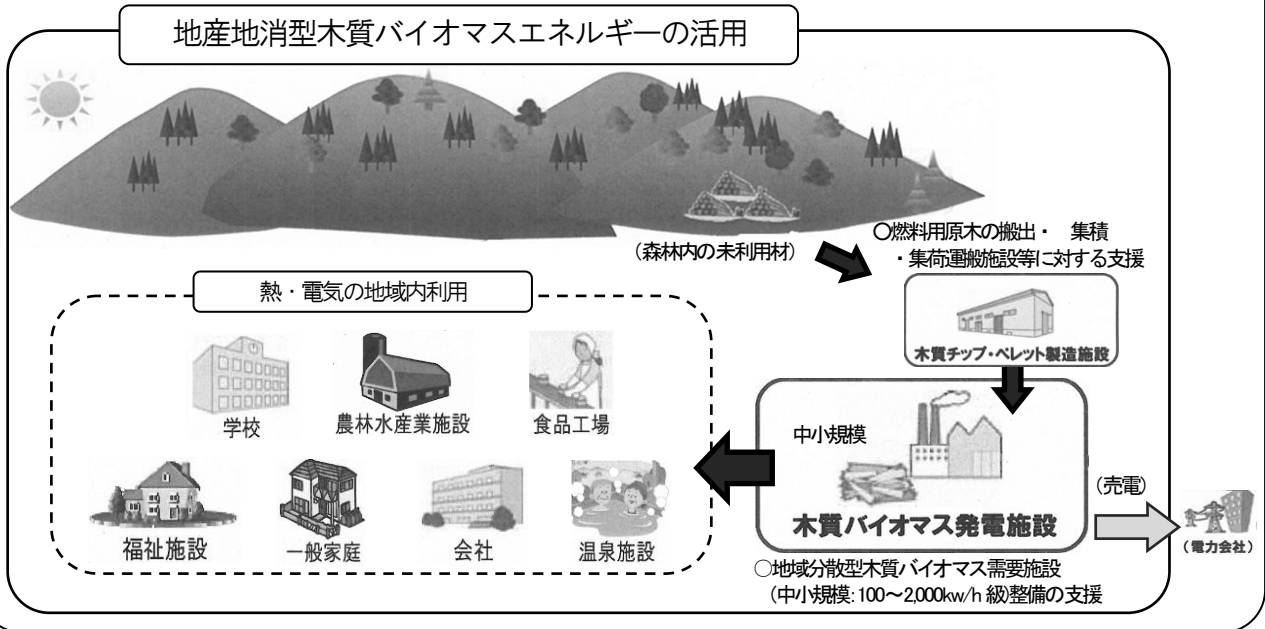 地産地消型木質バイオマスエネルギーの活用
(森林内の未利用材)
○燃料用原木の搬出・　集積
・集荷運搬施設等に対する支援
木質チップ・ペレット製造施設
熱・電気の地域内利用
学校
農林水産業施設
食品工場
福祉施設
一般家庭
会社
温泉施設
中小規模
木質バイオマス発電施設
(売電)
(電力会社)
○地域分散型木質バイオマス需要施設
(中小規模:100～2,000kw/h 級)整備の支援